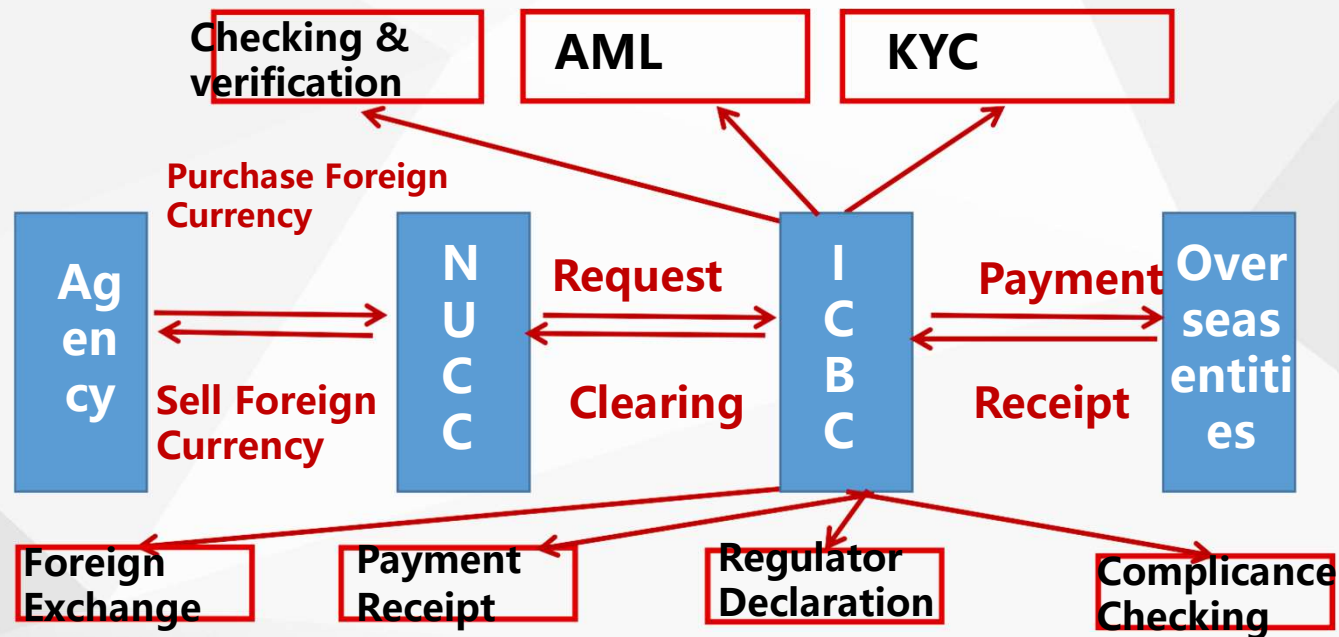 Checking &
verification
AML
KYC
Purchase Foreign
Currency
Ag
en
cy
N
U
C
C
Request
I
C
B
C
Payment
Over
seas
entiti
es
Sell Foreign
Currency
Clearing
Receipt
Foreign
Exchange
Payment
Receipt
Regulator
Declaration
Complicance
Checking